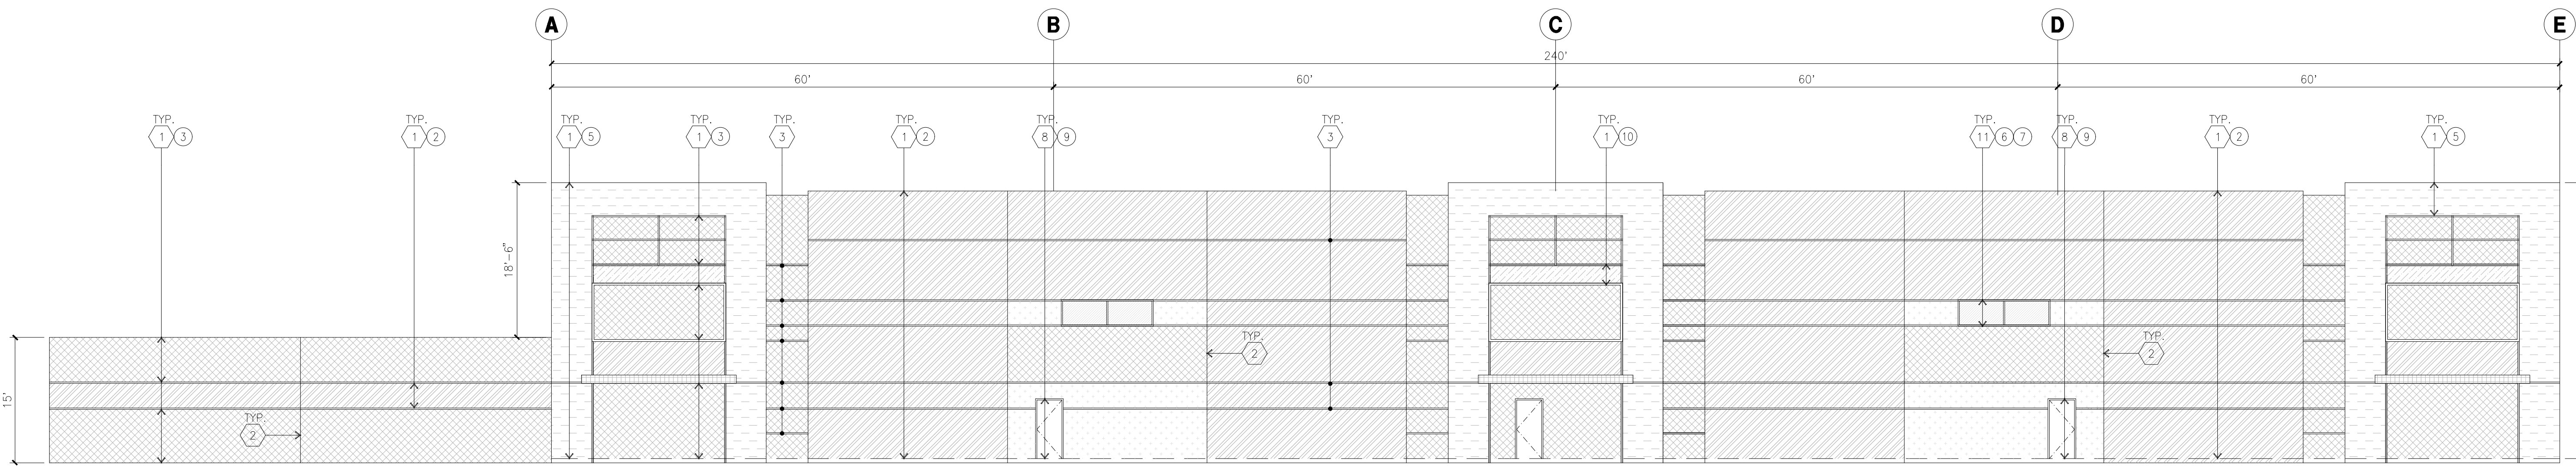 A B C D E
240'
60' 60' 60' 60'
TYP. TYP. TYP. TYP. TYP. TYP. TYP. TYP. TYP. TYP. TYP. TYP. TYP.
1 3 1 2 1 5 1 3 3 1 2 8 9 3 1 10 11 6 7 8 9 1 2 1 5
18'-6"
TYP. TYP.
2 2
15'
TYP.
2